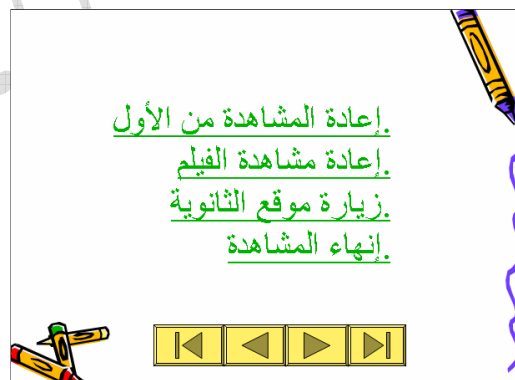 .إعادة المشاهدة من الأول
.إعادة مشاهدة الفيلم
.زيارة موقع الثانوية
.إنهاء المشاهدة